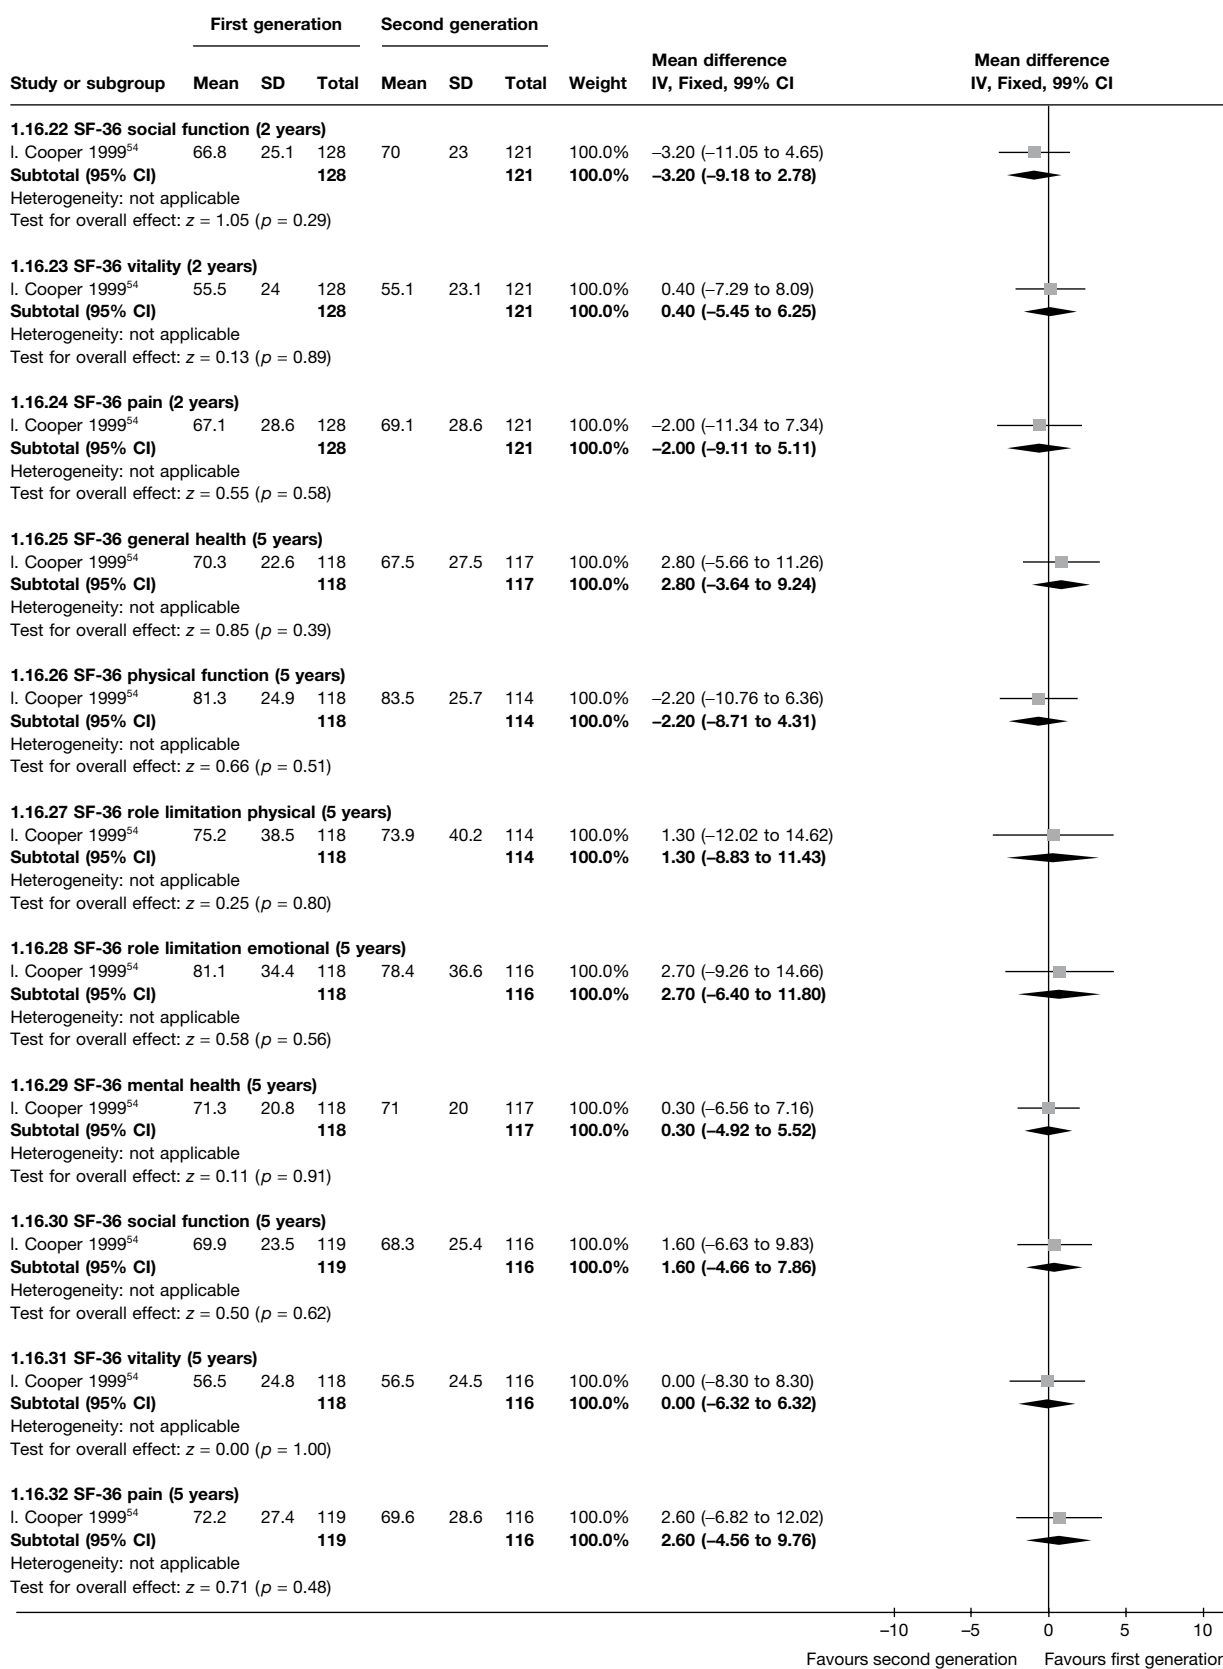 First generation Second generation
Mean difference Mean difference
Study or subgroup Mean SD Total Mean SD Total Weight IV, Fixed, 99% CI IV, Fixed, 99% CI
1.16.22 SF-36 social function (2 years)
I. Cooper 1999⁵⁴ 66.8 25.1 128 70 23 121 100.0% –3.20 (–11.05 to 4.65)
Subtotal (95% CI) 128 121 100.0% –3.20 (–9.18 to 2.78)
Heterogeneity: not applicable
Test for overall effect: z = 1.05 (p = 0.29)
1.16.23 SF-36 vitality (2 years)
I. Cooper 1999⁵⁴ 55.5 24 128 55.1 23.1 121 100.0% 0.40 (–7.29 to 8.09)
Subtotal (95% CI) 128 121 100.0% 0.40 (–5.45 to 6.25)
Heterogeneity: not applicable
Test for overall effect: z = 0.13 (p = 0.89)
1.16.24 SF-36 pain (2 years)
I. Cooper 1999⁵⁴ 67.1 28.6 128 69.1 28.6 121 100.0% –2.00 (–11.34 to 7.34)
Subtotal (95% CI) 128 121 100.0% –2.00 (–9.11 to 5.11)
Heterogeneity: not applicable
Test for overall effect: z = 0.55 (p = 0.58)
1.16.25 SF-36 general health (5 years)
I. Cooper 1999⁵⁴ 70.3 22.6 118 67.5 27.5 117 100.0% 2.80 (–5.66 to 11.26)
Subtotal (95% CI) 118 117 100.0% 2.80 (–3.64 to 9.24)
Heterogeneity: not applicable
Test for overall effect: z = 0.85 (p = 0.39)
1.16.26 SF-36 physical function (5 years)
I. Cooper 1999⁵⁴ 81.3 24.9 118 83.5 25.7 114 100.0% –2.20 (–10.76 to 6.36)
Subtotal (95% CI) 118 114 100.0% –2.20 (–8.71 to 4.31)
Heterogeneity: not applicable
Test for overall effect: z = 0.66 (p = 0.51)
1.16.27 SF-36 role limitation physical (5 years)
I. Cooper 1999⁵⁴ 75.2 38.5 118 73.9 40.2 114 100.0% 1.30 (–12.02 to 14.62)
Subtotal (95% CI) 118 114 100.0% 1.30 (–8.83 to 11.43)
Heterogeneity: not applicable
Test for overall effect: z = 0.25 (p = 0.80)
1.16.28 SF-36 role limitation emotional (5 years)
I. Cooper 1999⁵⁴ 81.1 34.4 118 78.4 36.6 116 100.0% 2.70 (–9.26 to 14.66)
Subtotal (95% CI) 118 116 100.0% 2.70 (–6.40 to 11.80)
Heterogeneity: not applicable
Test for overall effect: z = 0.58 (p = 0.56)
1.16.29 SF-36 mental health (5 years)
I. Cooper 1999⁵⁴ 71.3 20.8 118 71 20 117 100.0% 0.30 (–6.56 to 7.16)
Subtotal (95% CI) 118 117 100.0% 0.30 (–4.92 to 5.52)
Heterogeneity: not applicable
Test for overall effect: z = 0.11 (p = 0.91)
1.16.30 SF-36 social function (5 years)
I. Cooper 1999⁵⁴ 69.9 23.5 119 68.3 25.4 116 100.0% 1.60 (–6.63 to 9.83)
Subtotal (95% CI) 119 116 100.0% 1.60 (–4.66 to 7.86)
Heterogeneity: not applicable
Test for overall effect: z = 0.50 (p = 0.62)
1.16.31 SF-36 vitality (5 years)
I. Cooper 1999⁵⁴ 56.5 24.8 118 56.5 24.5 116 100.0% 0.00 (–8.30 to 8.30)
Subtotal (95% CI) 118 116 100.0% 0.00 (–6.32 to 6.32)
Heterogeneity: not applicable
Test for overall effect: z = 0.00 (p = 1.00)
1.16.32 SF-36 pain (5 years)
I. Cooper 1999⁵⁴ 72.2 27.4 119 69.6 28.6 116 100.0% 2.60 (–6.82 to 12.02)
Subtotal (95% CI) 119 116 100.0% 2.60 (–4.56 to 9.76)
Heterogeneity: not applicable
Test for overall effect: z = 0.71 (p = 0.48)
–10 –5 0 5 10
Favours second generation Favours first generation